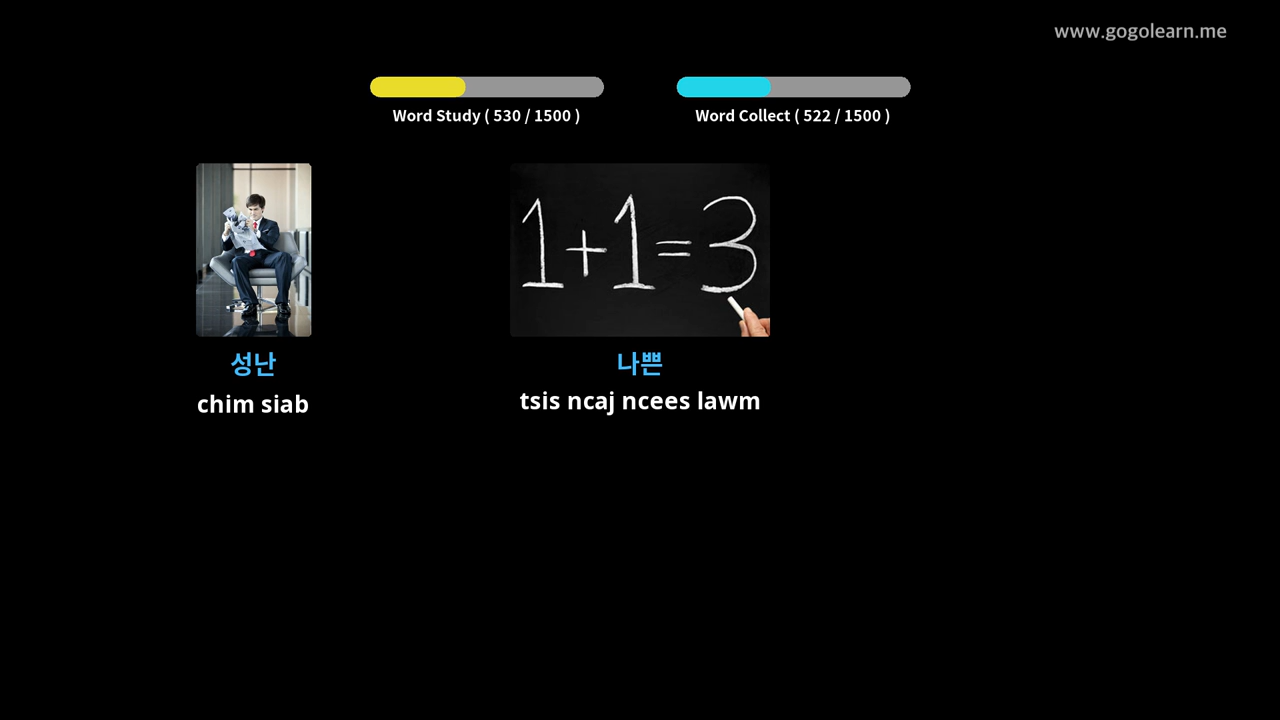 www.gogolearn.me
Word Study ( 530 / 1500 )
Word Collect ( 522 / 1500 )
1+1=3
성난
chim siab
나쁜
tsis ncaj ncees lawm